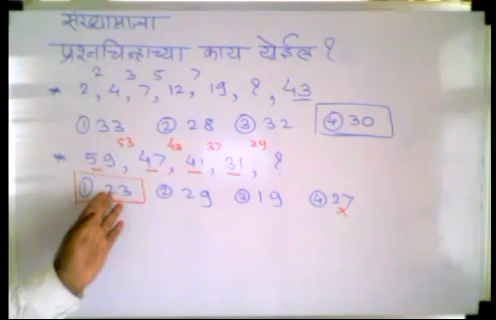 संख्यामाला
प्रश्नचिन्हाच्या काय येईल ?
2 3 5 7
* 2, 4, 7, 12, 19, ?, 43
① 33 ② 28 ③ 32 ④ 30
53 43 37 29
* 59, 47, 41, 31, ?
① 23 ② 29 ③ 19 ④ 27
x